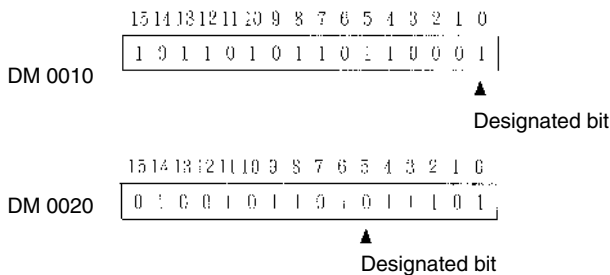 15 14 13 12 11 10 9 8 7 6 5 4 3 2 1 0
DM 0010
1 0 1 1 0 1 0 1 1 0 1 1 0 0 0 1
Designated bit
15 14 13 12 11 10 9 8 7 6 5 4 3 2 1 0
DM 0020
0 1 0 0 1 0 1 1 0 1 0 1 1 1 0 1
Designated bit